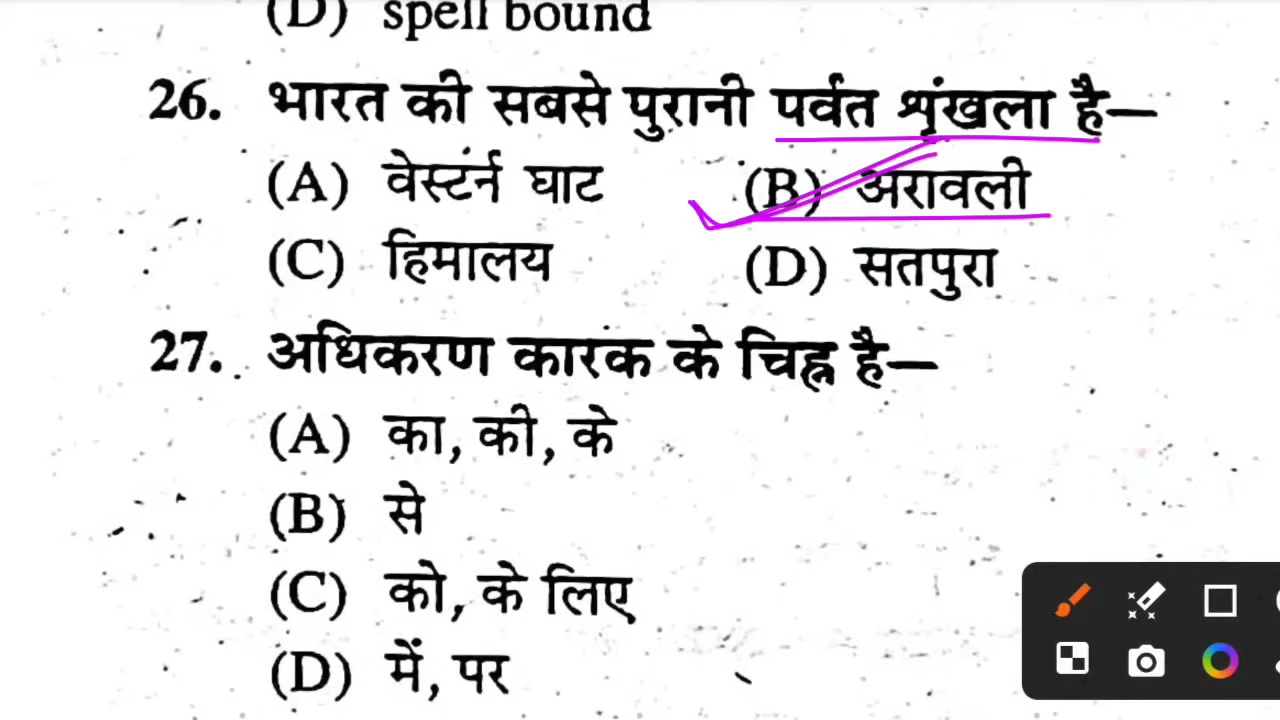 (D) spell bound
26. भारत की सबसे पुरानी पर्वत शृंखला है—
(A) वेस्टर्न घाट (B) अरावली
(C) हिमालय (D) सतपुरा
27. अधिकरण कारक के चिह्न है—
(A) का, की, के
(B) से
(C) को, के लिए
(D) में, पर